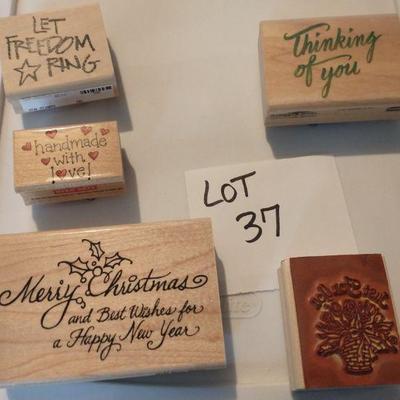 LET
FREEDOM
RING
Thinking
of you
handmade
with
love!
LOT
37
Merry Christmas
and Best Wishes for
a Happy New Year